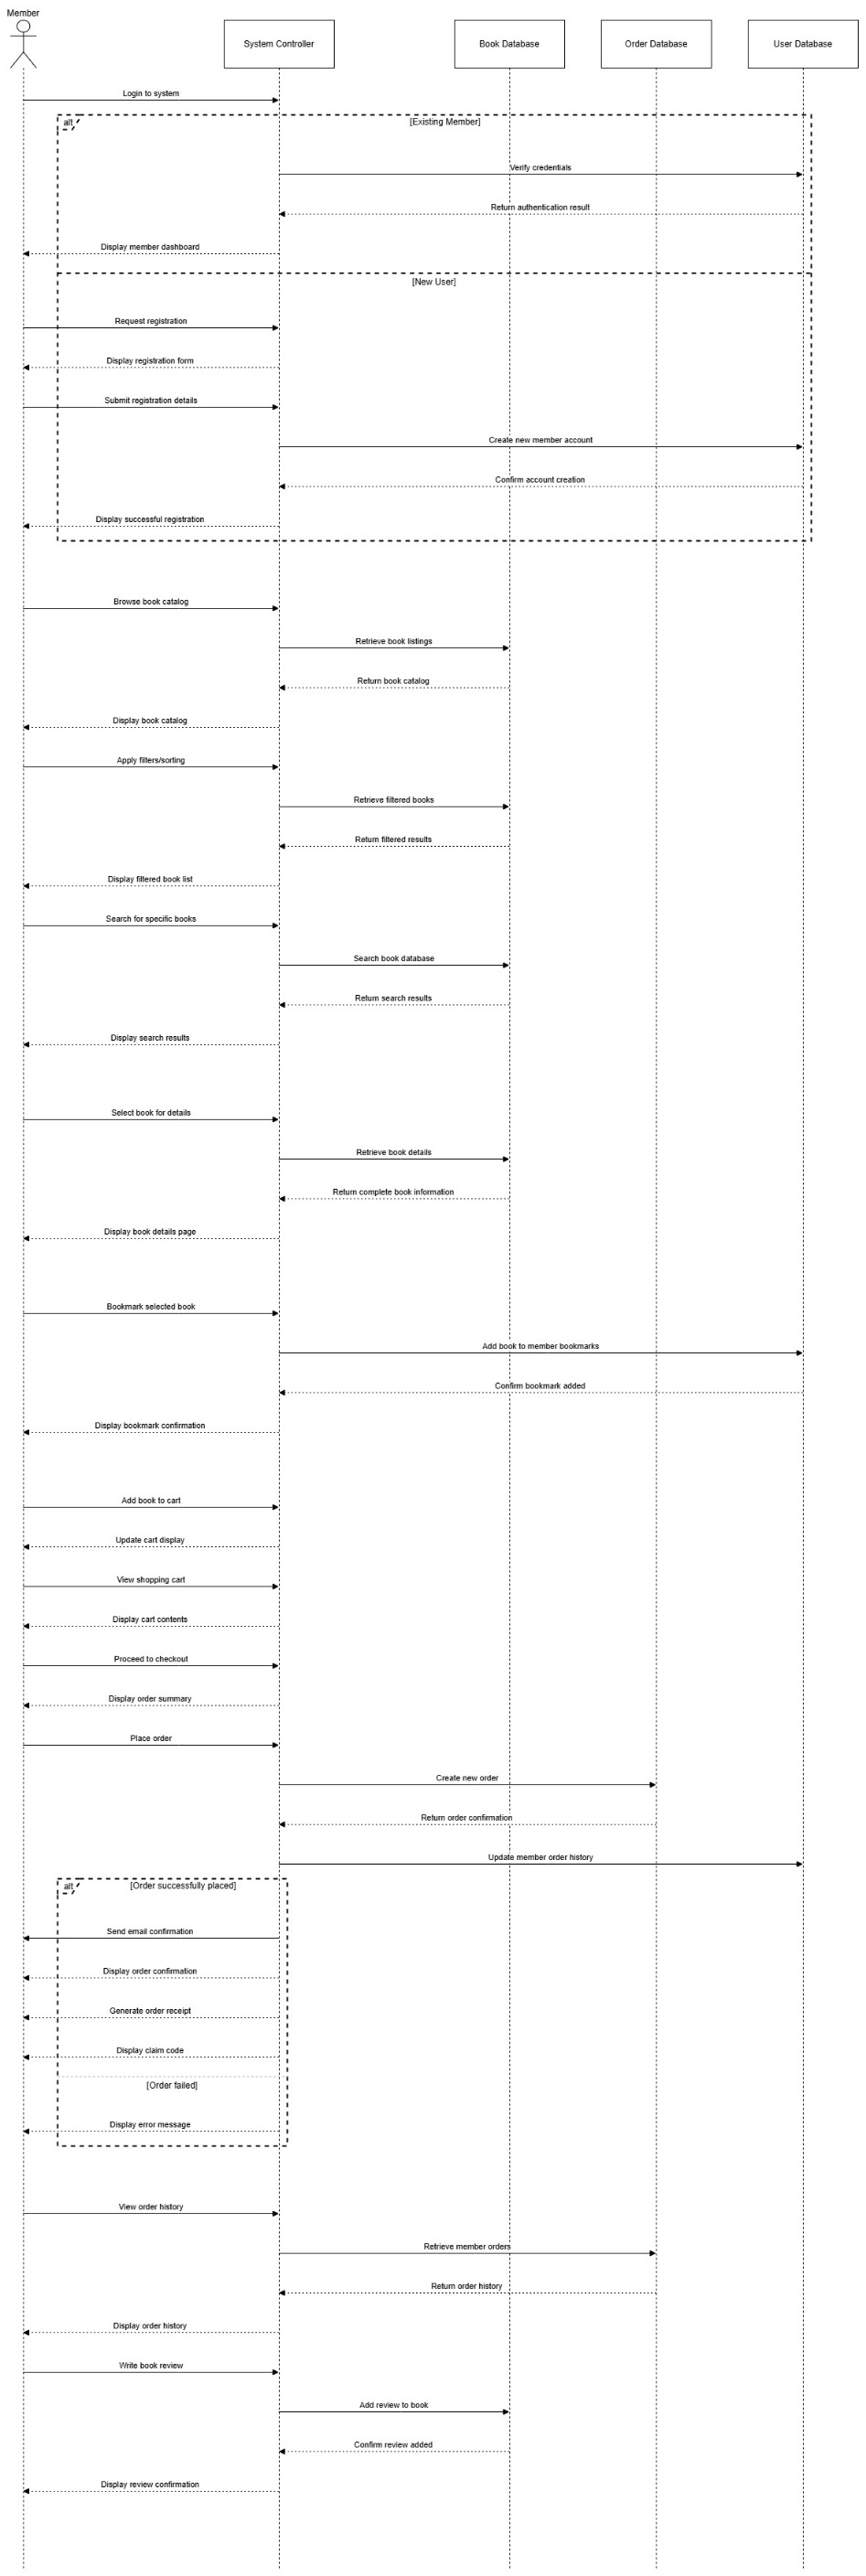 Member
System Controller
Book Database
Order Database
User Database
Login to system
alt
[Existing Member]
Verify credentials
Return authentication result
Display member dashboard
[New User]
Request registration
Display registration form
Submit registration details
Create new member account
Confirm account creation
Display successful registration
Browse book catalog
Retrieve book listings
Return book catalog
Display book catalog
Apply filters/sorting
Retrieve filtered books
Return filtered results
Display filtered book list
Search for specific books
Search book database
Return search results
Display search results
Select book for details
Retrieve book details
Return complete book information
Display book details page
Bookmark selected book
Add book to member bookmarks
Confirm bookmark added
Display bookmark confirmation
Add book to cart
Update cart display
View shopping cart
Display cart contents
Proceed to checkout
Display order summary
Place order
Create new order
Return order confirmation
Update member order history
alt
[Order successfully placed]
Send email confirmation
Display order confirmation
Generate order receipt
Display claim code
[Order failed]
Display error message
View order history
Retrieve member orders
Return order history
Display order history
Write book review
Add review to book
Confirm review added
Display review confirmation